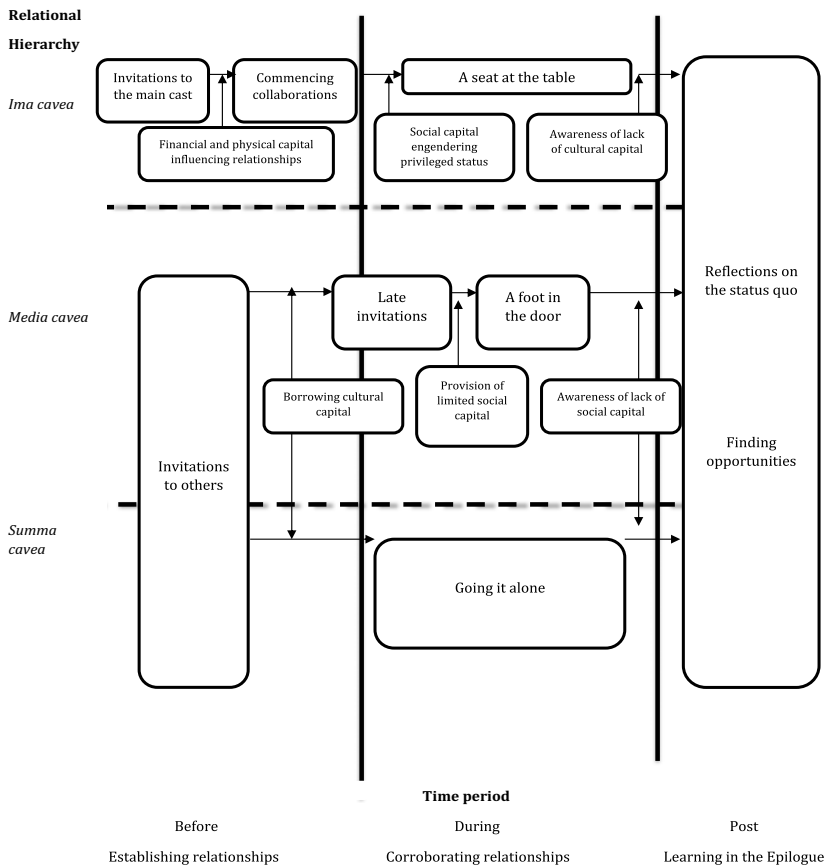 Relational
Hierarchy
Ima cavea
Invitations to
the main cast
Commencing
collaborations
A seat at the table
Financial and physical capital
influencing relationships
Social capital
engendering
privileged status
Awareness of lack
of cultural capital
Media cavea
Late
invitations
A foot in
the door
Reflections on
the status quo
Borrowing cultural
capital
Provision of
limited social
capital
Awareness of lack of
social capital
Invitations
to others
Finding
opportunities
Summa
cavea
Going it alone
Time period
Before
During
Post
Establishing relationships
Corroborating relationships
Learning in the Epilogue